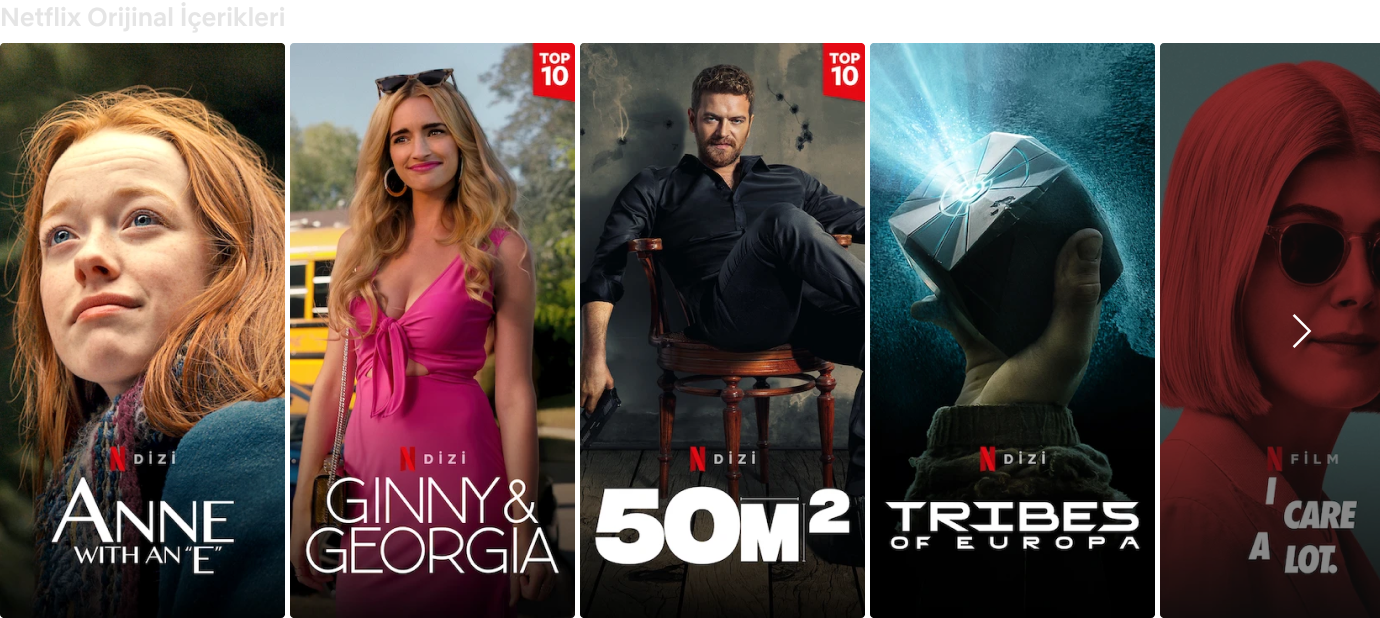 Netflix Orijinal İçerikleri
N DİZİ
ANNE
WITH AN "E"
TOP
10
N DİZİ
GINNY &
GEORGIA
TOP
10
N DİZİ
50M²
N DİZİ
TRIBES
OF EUROPA
N FİLM
I
CARE
A
LOT.